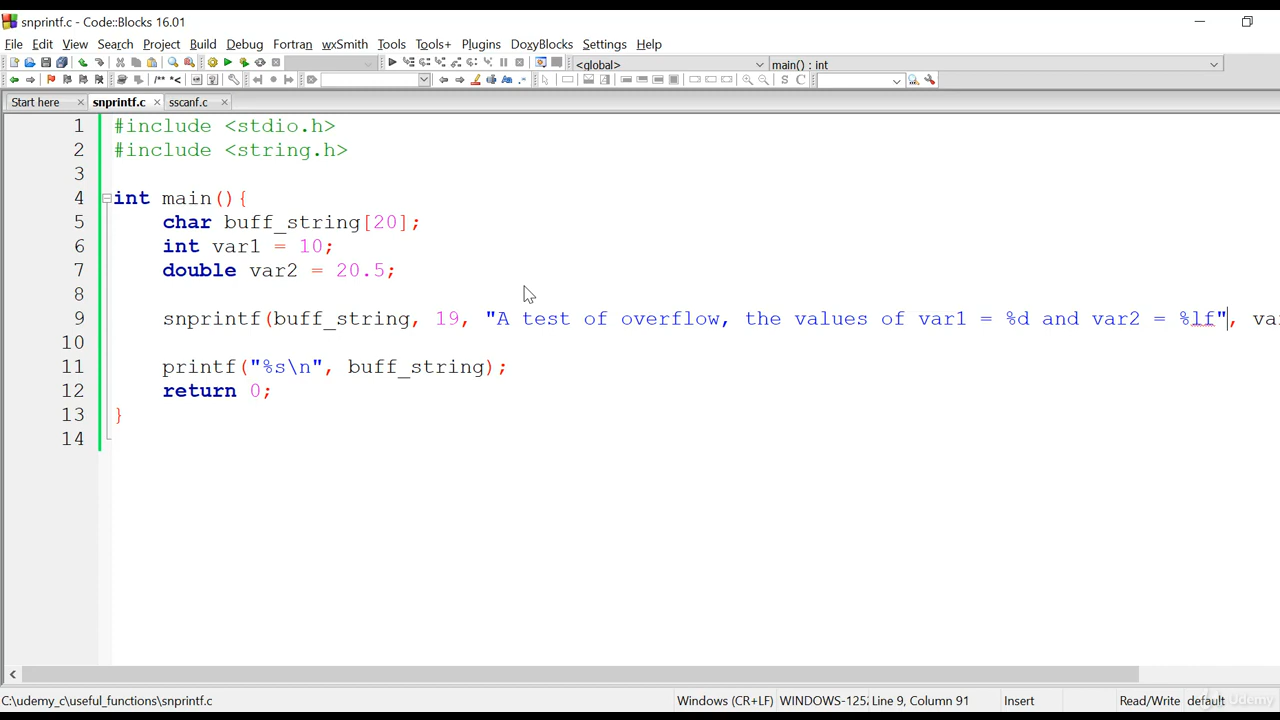 snprintf.c - Code::Blocks 16.01
File Edit View Search Project Build Debug Fortran wxSmith Tools Tools+ Plugins DoxyBlocks Settings Help
<global> main() : int
Start here snprintf.c sscanf.c
1 #include <stdio.h>
2 #include <string.h>
3
4 int main(){
5 char buff_string[20];
6 int var1 = 10;
7 double var2 = 20.5;
8
9 snprintf(buff_string, 19, "A test of overflow, the values of var1 = %d and var2 = %lf", va
10
11 printf("%s\n", buff_string);
12 return 0;
13 }
14
C:\udemy_c\useful_functions\snprintf.c Windows (CR+LF) WINDOWS-1252 Line 9, Column 91 Insert Read/Write default
Udemy